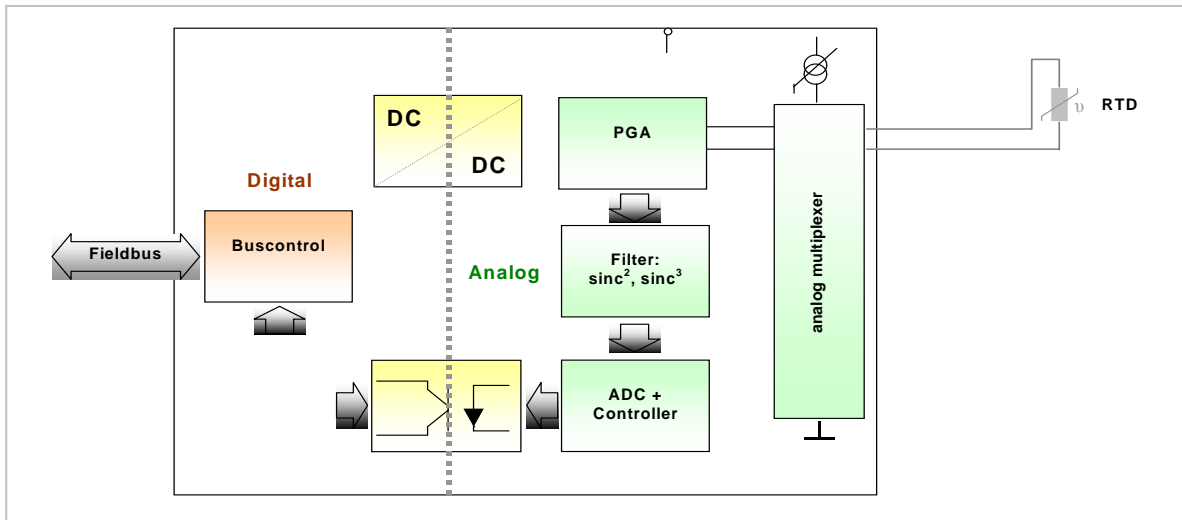 DC
DC
PGA
υ RTD
Digital
Fieldbus
Buscontrol
Analog
Filter:
sinc², sinc³
analog multiplexer
ADC +
Controller